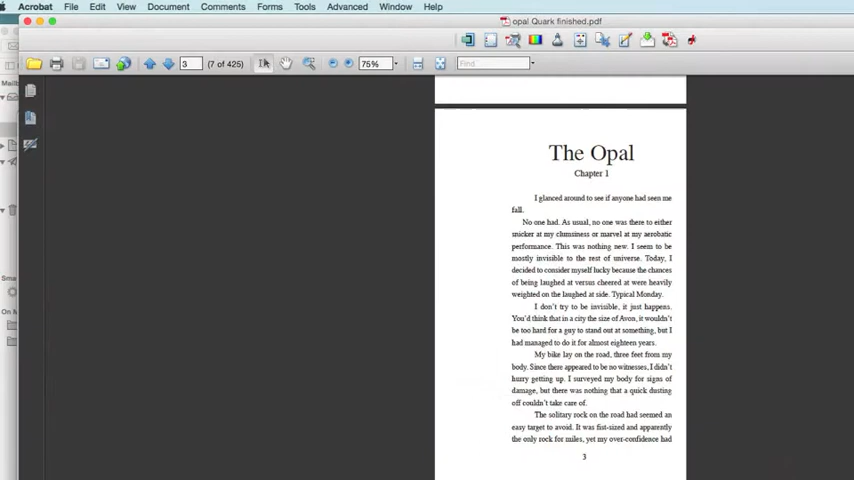 Acrobat File Edit View Document Comments Forms Tools Advanced Window Help
opal Quark finished.pdf
3 (7 of 425) 75% Find
Mailb
The Opal
Chapter 1
I glanced around to see if anyone had seen me
fall.
No one had. As usual, no one was there to either
snicker at my clumsiness or marvel at my aerobatic
performance. This was nothing new. I seem to be
mostly invisible to the rest of universe. Today, I
decided to consider myself lucky because the chances
of being laughed at versus cheered at were heavily
weighted on the laughed at side. Typical Monday.
I don't try to be invisible, it just happens.
You'd think that in a city the size of Avon, it wouldn't
be too hard for a guy to stand out at something, but I
had managed to do it for almost eighteen years.
My bike lay on the road, three feet from my
body. Since there appeared to be no witnesses, I didn't
hurry getting up. I surveyed my body for signs of
damage, but there was nothing that a quick dusting
off couldn't take care of.
The solitary rock on the road had seemed an
easy target to avoid. It was fist-sized and apparently
the only rock for miles, yet my over-confidence had
3
Sma
On M